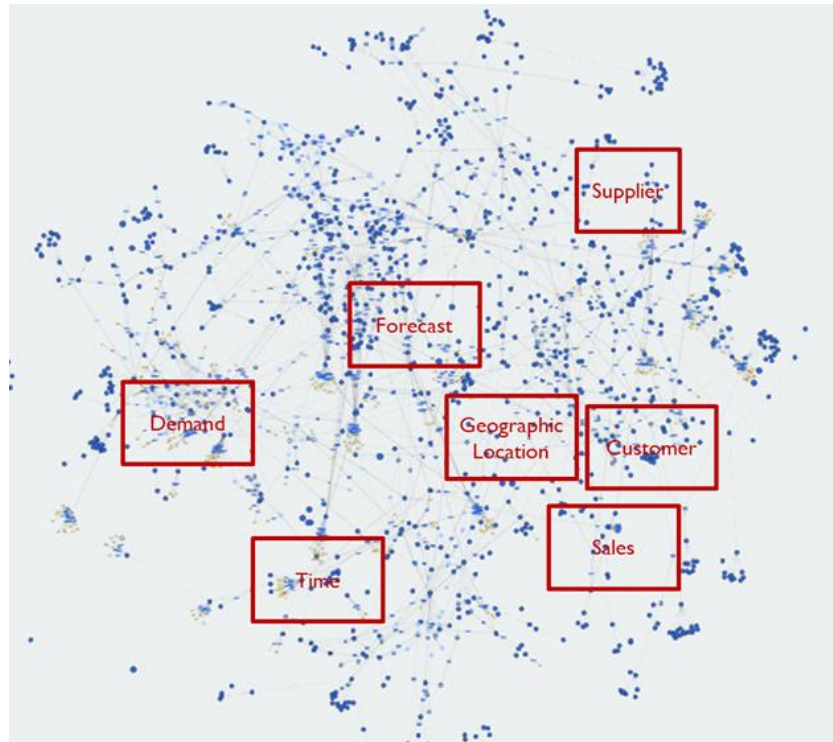 Supplier
Forecast
Demand
Geographic
Location
Customer
Sales
Time